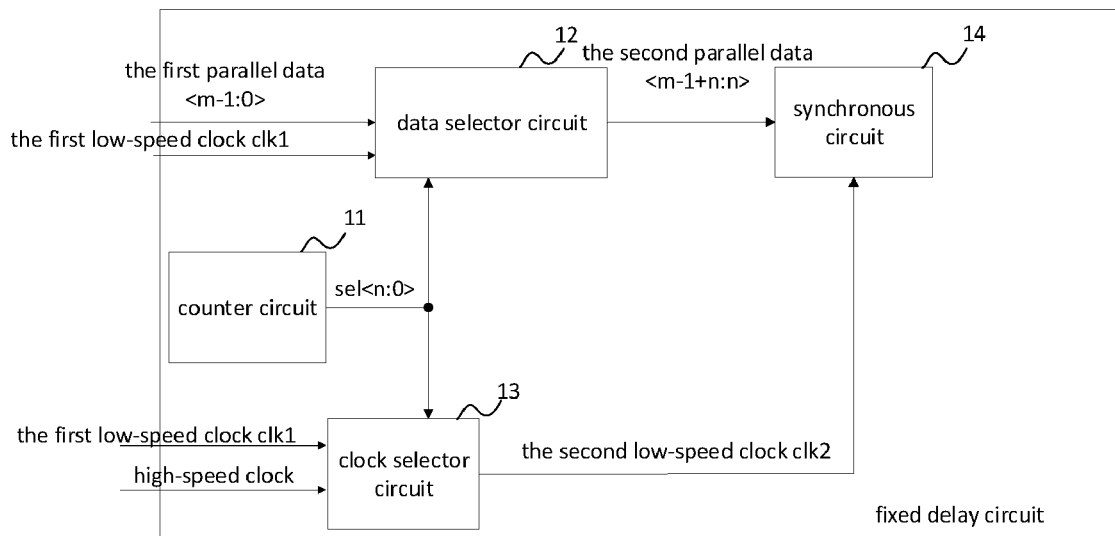 12
14
the first parallel data
<m-1:0>
the second parallel data
<m-1+n:n>
data selector circuit
synchronous
circuit
the first low-speed clock clk1
11
counter circuit
sel<n:0>
13
the first low-speed clock clk1
high-speed clock
clock selector
circuit
the second low-speed clock clk2
fixed delay circuit